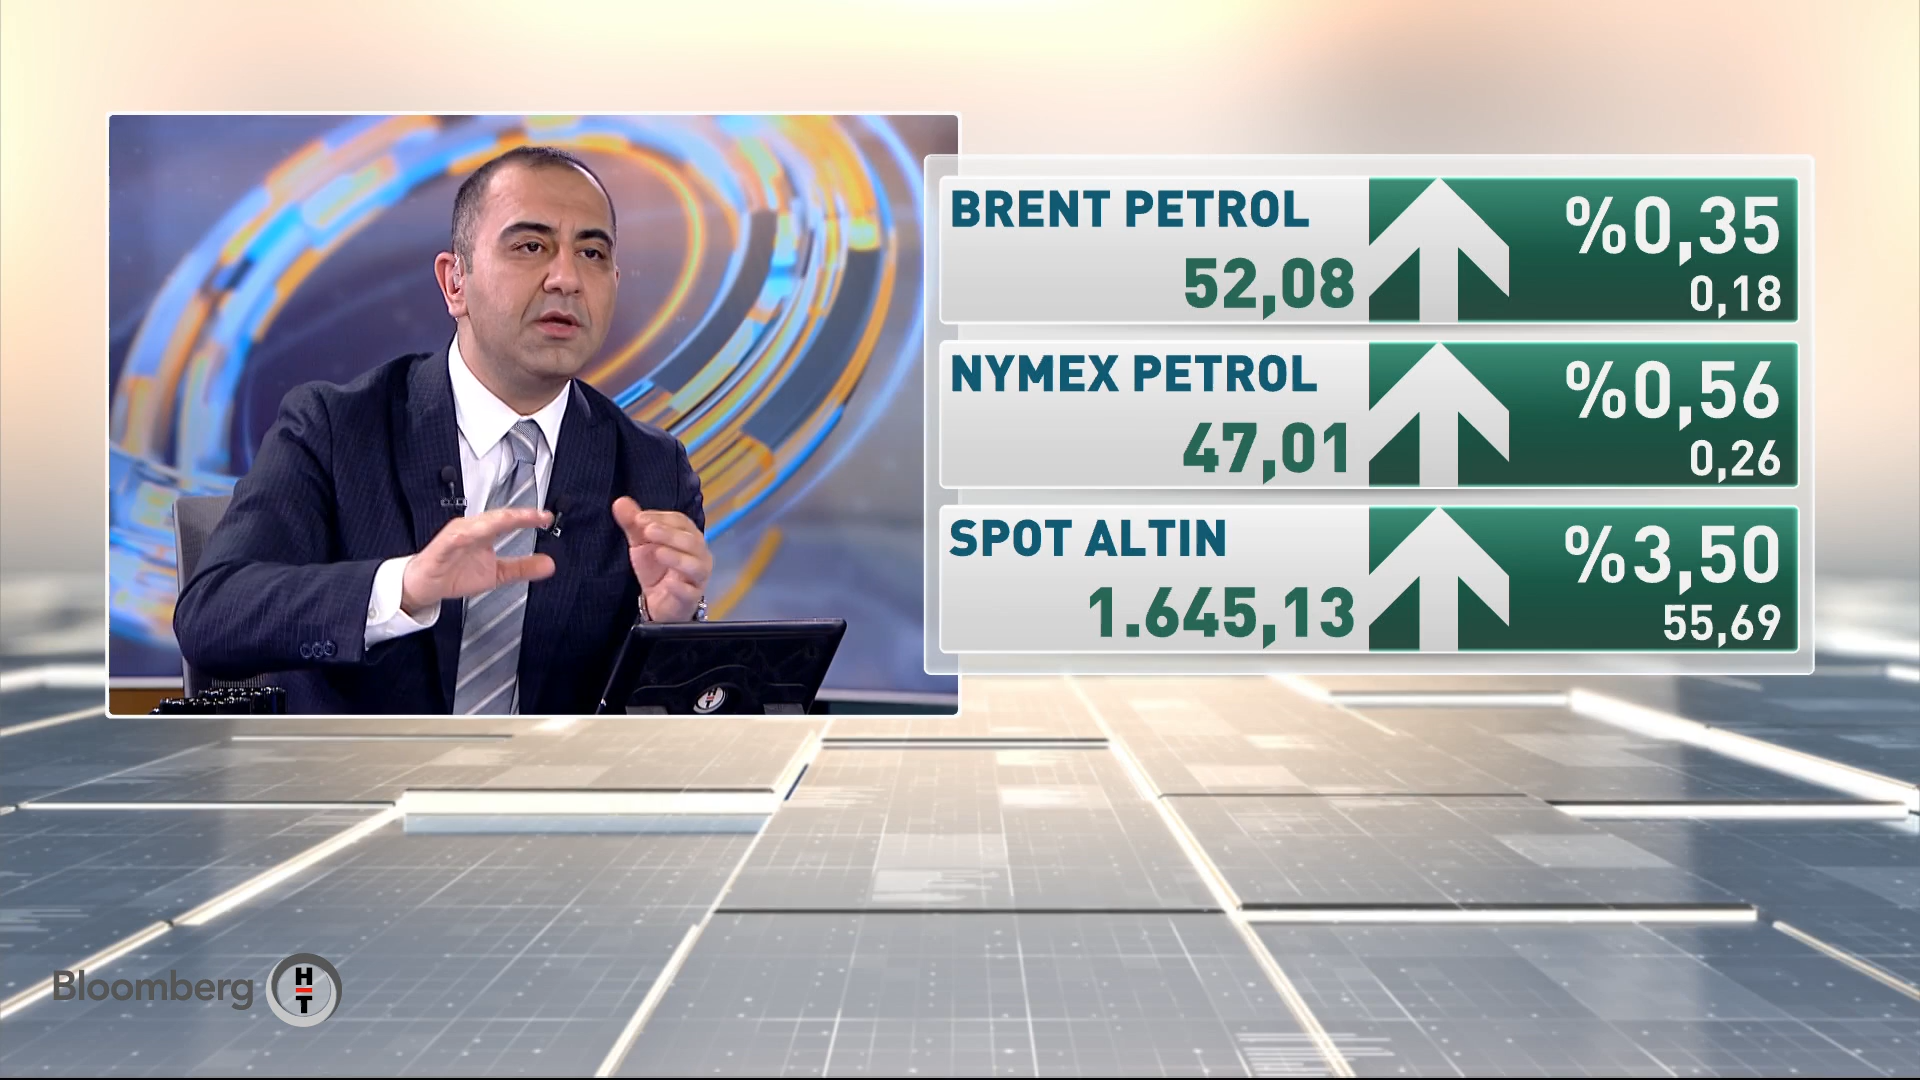 BRENT PETROL
52,08
%0,35
0,18
NYMEX PETROL
47,01
%0,56
0,26
SPOT ALTIN
1.645,13
%3,50
55,69
HT
Bloomberg HT